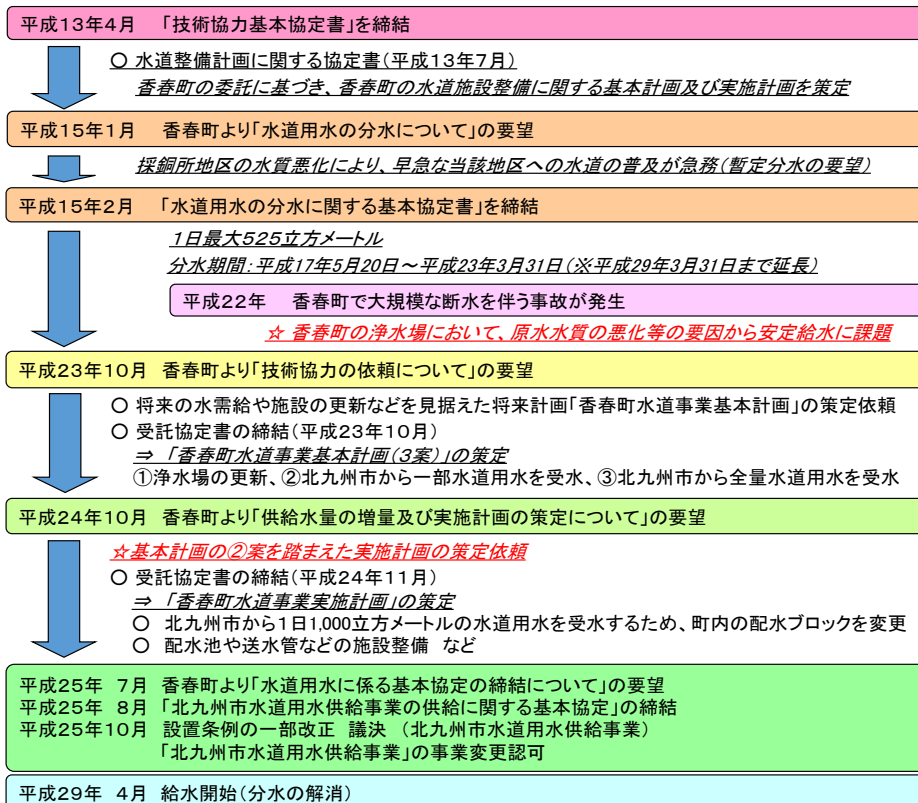 平成13年4月　「技術協力基本協定書」を締結
○ 水道整備計画に関する協定書(平成13年7月)
香春町の委託に基づき、香春町の水道施設整備に関する基本計画及び実施計画を策定
平成15年1月　香春町より「水道用水の分水について」の要望
採銅所地区の水質悪化により、早急な当該地区への水道の普及が急務(暫定分水の要望)
平成15年2月　「水道用水の分水に関する基本協定書」を締結
1日最大525立方メートル
分水期間:平成17年5月20日～平成23年3月31日(※平成29年3月31日まで延長)
平成22年　香春町で大規模な断水を伴う事故が発生
☆ 香春町の浄水場において、原水水質の悪化等の要因から安定給水に課題
平成23年10月 香春町より「技術協力の依頼について」の要望
○ 将来の水需給や施設の更新などを見据えた将来計画「香春町水道事業基本計画」の策定依頼
○ 受託協定書の締結(平成23年10月)
⇒ 「香春町水道事業基本計画(3案)」の策定
①浄水場の更新、②北九州市から一部水道用水を受水、③北九州市から全量水道用水を受水
平成24年10月 香春町より「供給水量の増量及び実施計画の策定について」の要望
☆基本計画の②案を踏まえた実施計画の策定依頼
○ 受託協定書の締結(平成24年11月)
⇒ 「香春町水道事業実施計画」の策定
○ 北九州市から1日1,000立方メートルの水道用水を受水するため、町内の配水ブロックを変更
○ 配水池や送水管などの施設整備 など
平成25年 7月 香春町より「水道用水に係る基本協定の締結について」の要望
平成25年 8月 「北九州市水道用水供給事業の供給に関する基本協定」の締結
平成25年10月 設置条例の一部改正 議決 (北九州市水道用水供給事業)
「北九州市水道用水供給事業」の事業変更認可
平成29年 4月 給水開始(分水の解消)